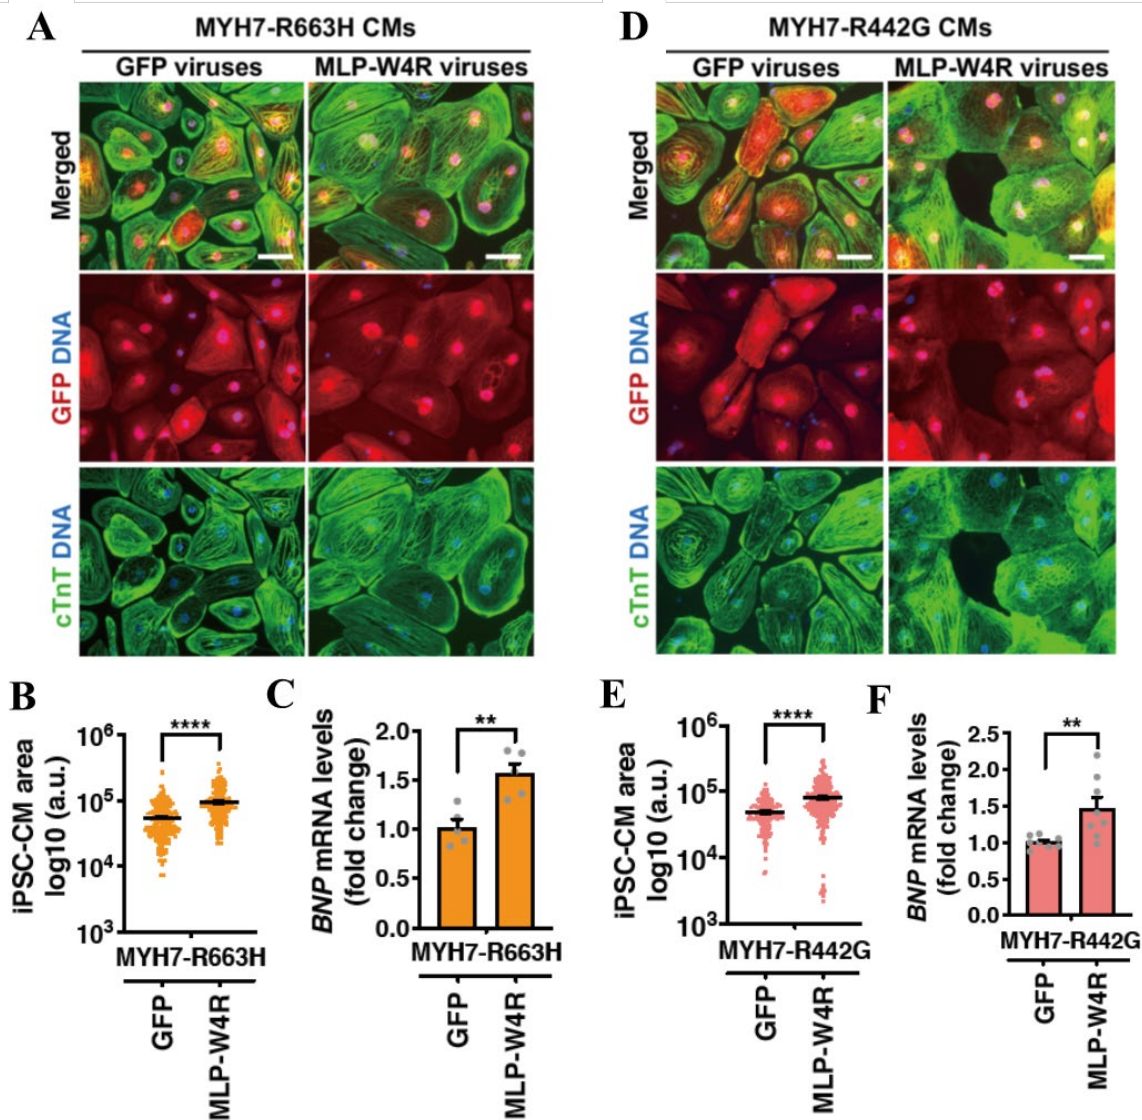 A
MYH7-R663H CMs
GFP viruses
MLP-W4R viruses
Merged
GFP DNA
cTnT DNA
D
MYH7-R442G CMs
GFP viruses
MLP-W4R viruses
Merged
GFP DNA
cTnT DNA
B
iPSC-CM area
log10 (a.u.)
10⁶
10⁵
10⁴
10³
****
MYH7-R663H
GFP
MLP-W4R
C
BNP mRNA levels
(fold change)
2.0
1.5
1.0
0.5
0.0
**
MYH7-R663H
GFP
MLP-W4R
E
iPSC-CM area
log10 (a.u.)
10⁶
10⁵
10⁴
10³
****
MYH7-R442G
GFP
MLP-W4R
F
BNP mRNA levels
(fold change)
2.5
2.0
1.5
1.0
0.5
0.0
**
MYH7-R442G
GFP
MLP-W4R